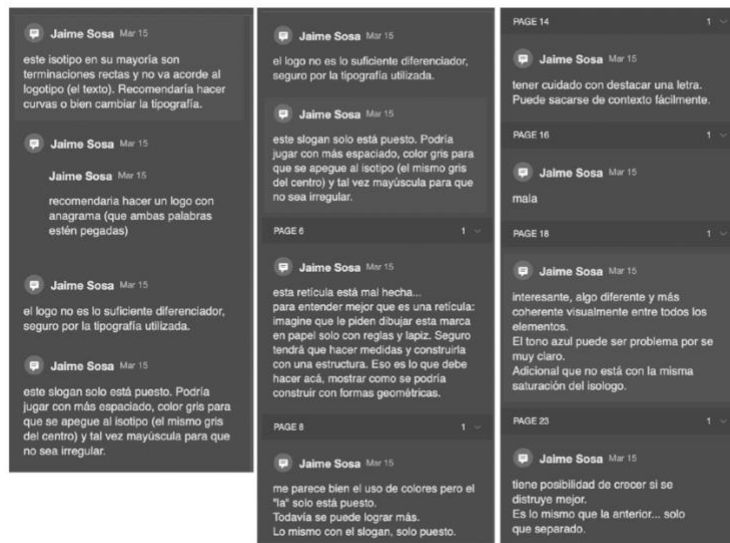 Jaime Sosa Mar 15
este isotipo en su mayoría son
terminaciones rectas y no va acorde al
logotipo (el texto). Recomendaría hacer
curvas o bien cambiar la tipografía.
Jaime Sosa Mar 15
Jaime Sosa Mar 15
recomendaria hacer un logo con
anagrama (que ambas palabras
estén pegadas)
Jaime Sosa Mar 15
el logo no es lo suficiente diferenciador,
seguro por la tipografía utilizada.
Jaime Sosa Mar 15
este slogan solo está puesto. Podría
jugar con más espaciado, color gris para
que se apegue al isotipo (el mismo gris
del centro) y tal vez mayúscula para que
no sea irregular.
Jaime Sosa Mar 15
el logo no es lo suficiente diferenciador,
seguro por la tipografía utilizada.
Jaime Sosa Mar 15
este slogan solo está puesto. Podría
jugar con más espaciado, color gris para
que se apegue al isotipo (el mismo gris
del centro) y tal vez mayúscula para que
no sea irregular.
PAGE 6 1
Jaime Sosa Mar 15
esta retícula está mal hecha...
para entender mejor que es una retícula:
imagine que le piden dibujar esta marca
en papel solo con reglas y lapiz. Seguro
tendrá que hacer medidas y construirla
con una estructura. Eso es lo que debe
hacer acá, mostrar como se podría
construir con formas geométricas.
PAGE 8 1
Jaime Sosa Mar 15
me parece bien el uso de colores pero el
"la" solo está puesto.
Todavía se puede lograr más.
Lo mismo con el slogan, solo puesto.
PAGE 14 1
Jaime Sosa Mar 15
tener cuidado con destacar una letra.
Puede sacarse de contexto fácilmente.
PAGE 16 1
Jaime Sosa Mar 15
mala
PAGE 18 1
Jaime Sosa Mar 15
interesante, algo diferente y más
coherente visualmente entre todos los
elementos.
El tono azul puede ser problema por se
muy claro.
Adicional que no está con la misma
saturación del isologo.
PAGE 23 1
Jaime Sosa Mar 15
tiene posibilidad de crecer si se
distruye mejor.
Es lo mismo que la anterior... solo
que separado.